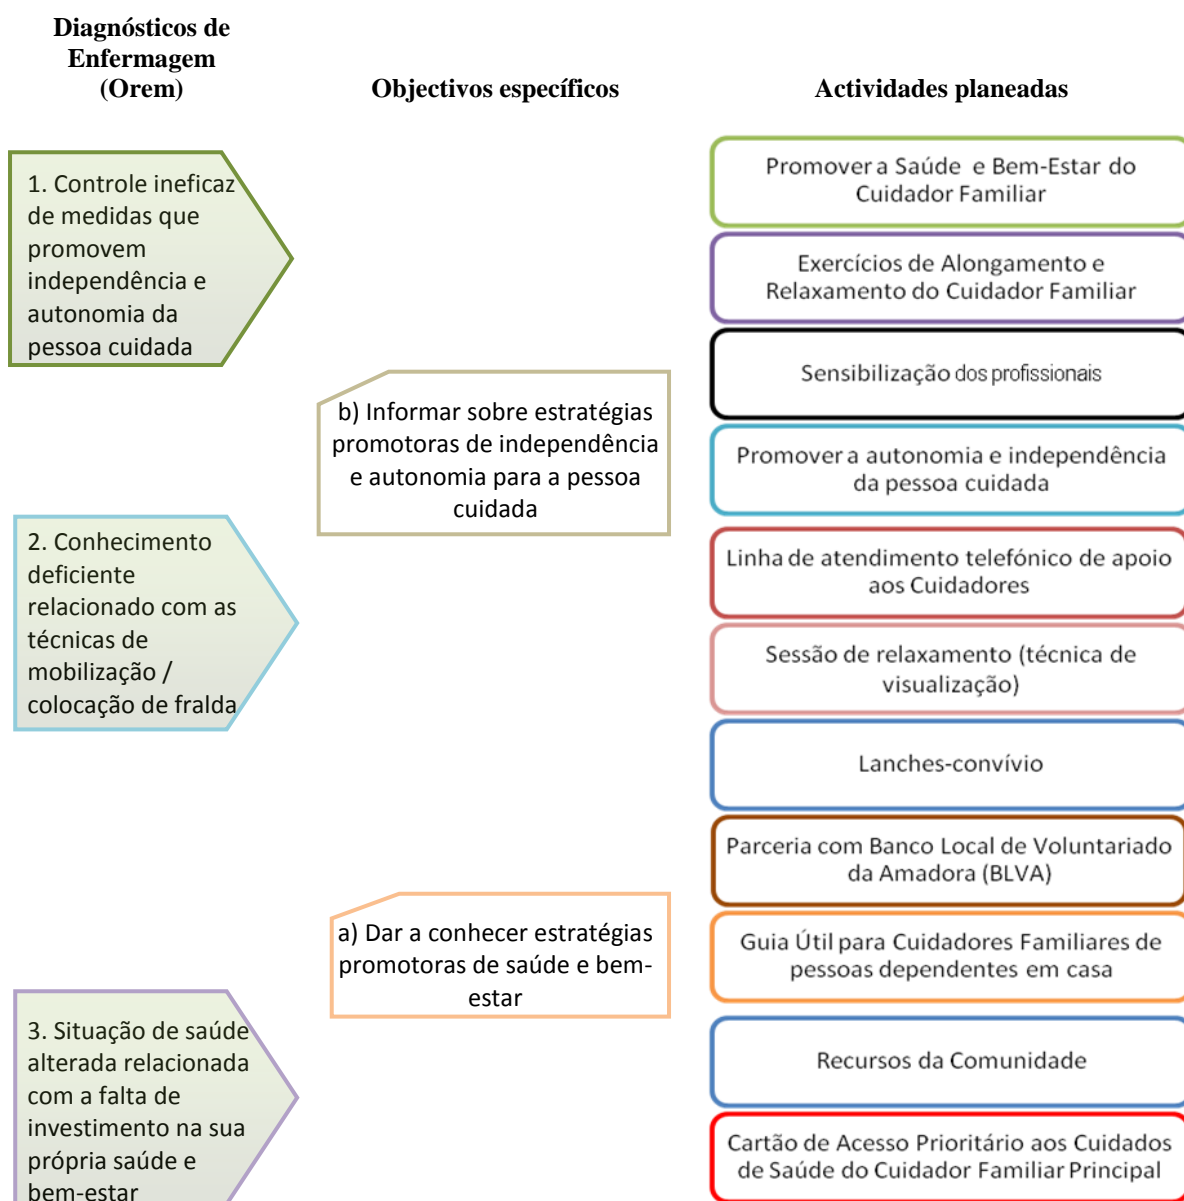 Diagnósticos de
Enfermagem
(Orem)
Objectivos específicos
Actividades planeadas
1. Controle ineficaz
de medidas que
promovem
independência e
autonomia da
pessoa cuidada
2. Conhecimento
deficiente
relacionado com as
técnicas de
mobilização /
colocação de fralda
3. Situação de saúde
alterada relacionada
com a falta de
investimento na sua
própria saúde e
bem-estar
b) Informar sobre estratégias
promotoras de independência
e autonomia para a pessoa
cuidada
a) Dar a conhecer estratégias
promotoras de saúde e bem-
estar
Promover a Saúde e Bem-Estar do
Cuidador Familiar
Exercícios de Alongamento e
Relaxamento do Cuidador Familiar
Sensibilização dos profissionais
Promover a autonomia e independência
da pessoa cuidada
Linha de atendimento telefónico de apoio
aos Cuidadores
Sessão de relaxamento (técnica de
visualização)
Lanches-convívio
Parceria com Banco Local de Voluntariado
da Amadora (BLVA)
Guia Útil para Cuidadores Familiares de
pessoas dependentes em casa
Recursos da Comunidade
Cartão de Acesso Prioritário aos Cuidados
de Saúde do Cuidador Familiar Principal